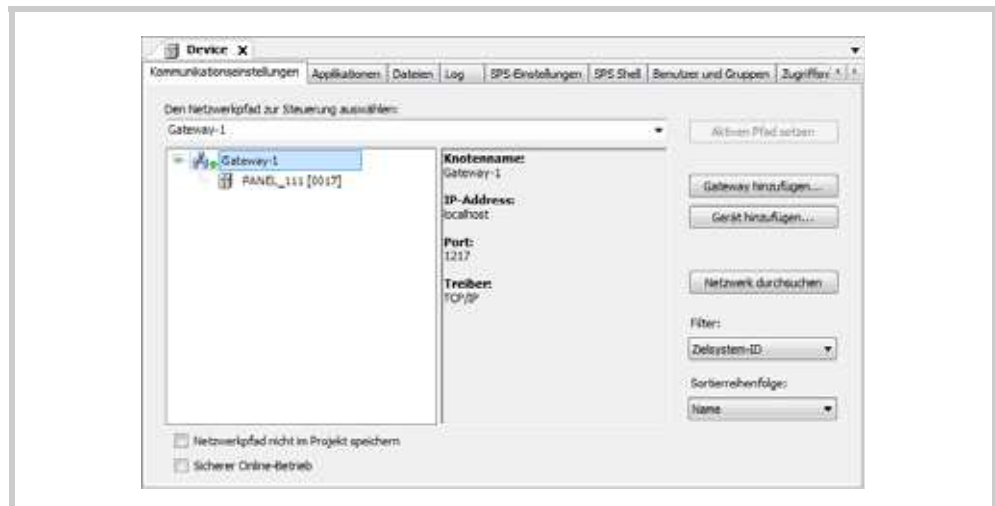 Device X
Kommunikationseinstellungen Applikationen Dateien Log SPS-Einstellungen SPS Shell Benutzer und Gruppen
Den Netzwerkpfad zur Steuerung auswählen:
Gateway-1
Aktiven Pfad setzen
Gateway-1
PANEL_111 [0017]
Knotenname:
Gateway-1
IP-Address:
localhost
Port:
1217
Treiber:
TCP/IP
Gateway hinzufügen...
Gerät hinzufügen...
Netzwerk durchsuchen
Filter:
Zielsystem-ID
Sortierreihenfolge:
Name
Netzwerkpfad nicht im Projekt speichern
Sicherer Online-Betrieb